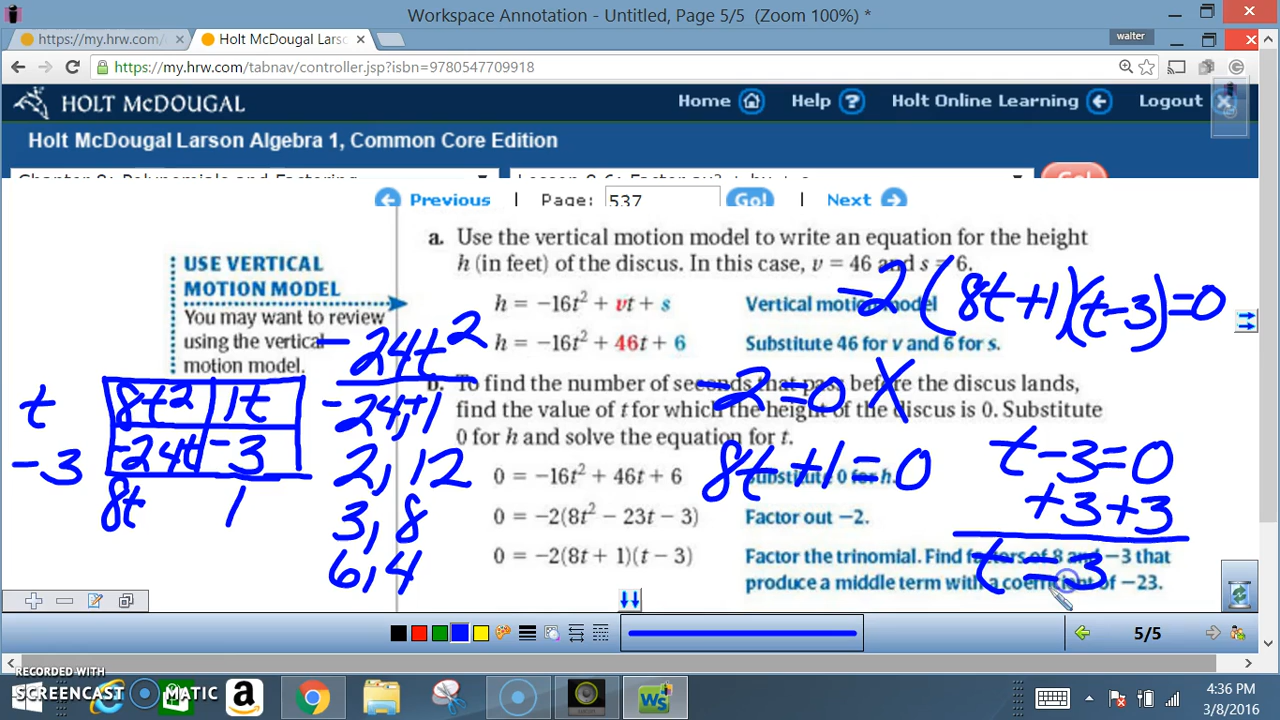 Workspace Annotation - Untitled, Page 5/5 (Zoom 100%) *
https://my.hrw.com/ ×
Holt McDougal Lars ×
walter
https://my.hrw.com/tabnav/controller.jsp?isbn=9780547709918
HOLT McDOUGAL
Home
Help ?
Holt Online Learning
Logout
Holt McDougal Larson Algebra 1, Common Core Edition
Previous | Page: 537 Go! | Next
a. Use the vertical motion model to write an equation for the height
h (in feet) of the discus. In this case, v = 46 and s = 6.
USE VERTICAL
MOTION MODEL
You may want to review
using the vertical
motion model.
h = −16t² + vt + s Vertical motion model
h = −16t² + 46t + 6 Substitute 46 for v and 6 for s.
−2(8t+1)(t−3)=0
b. To find the number of seconds that pass before the discus lands,
find the value of t for which the height of the discus is 0. Substitute
0 for h and solve the equation for t.
0 = −16t² + 46t + 6 Substitute 0 for h.
0 = −2(8t² − 23t − 3) Factor out −2.
0 = −2(8t + 1)(t − 3) Factor the trinomial. Find factors of 8 and −3 that
produce a middle term with a coefficient of −23.
t 8t2 1t
−3 −24t −3
8t 1
−24t2
−24,+1
2,12
3,8
6,4
−2=0 X
8t+1=0
t−3=0
+3+3
t=3
5/5
RECORDED WITH
SCREENCAST MATIC
4:36 PM
3/8/2016